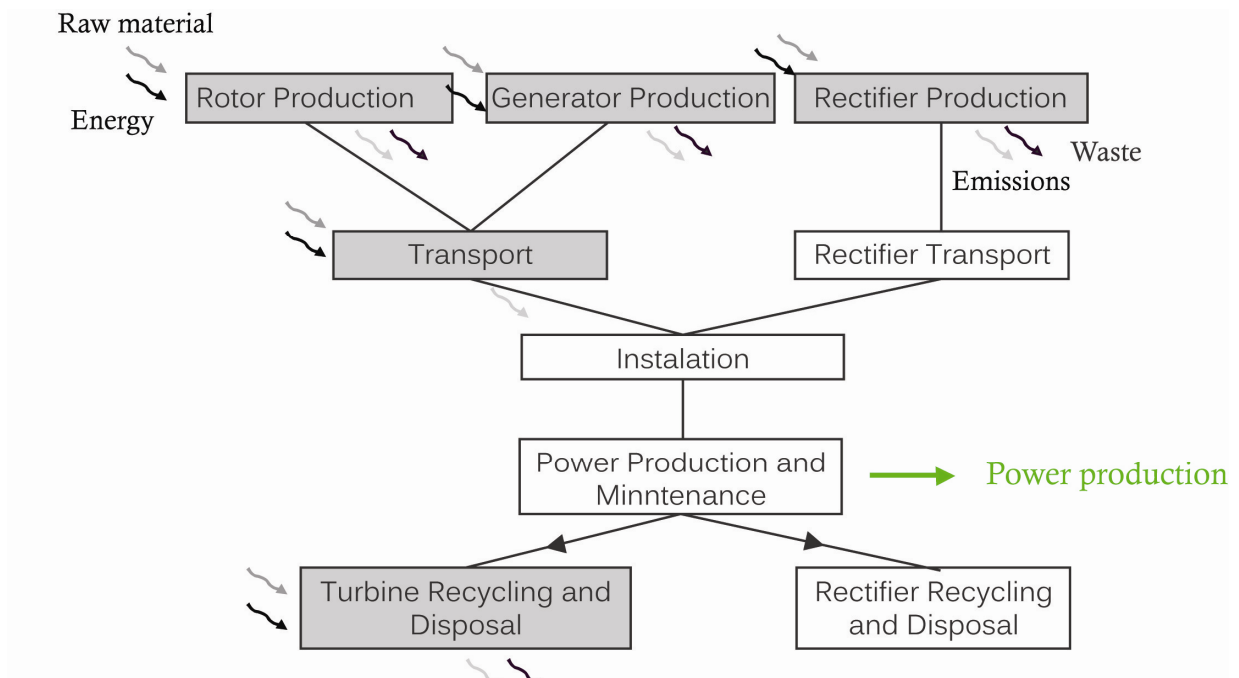 Raw material
Rotor Production
Generator Production
Rectifier Production
Energy
Waste
Emissions
Transport
Rectifier Transport
Instalation
Power Production and
Minntenance
Power production
Turbine Recycling and
Disposal
Rectifier Recycling
and Disposal